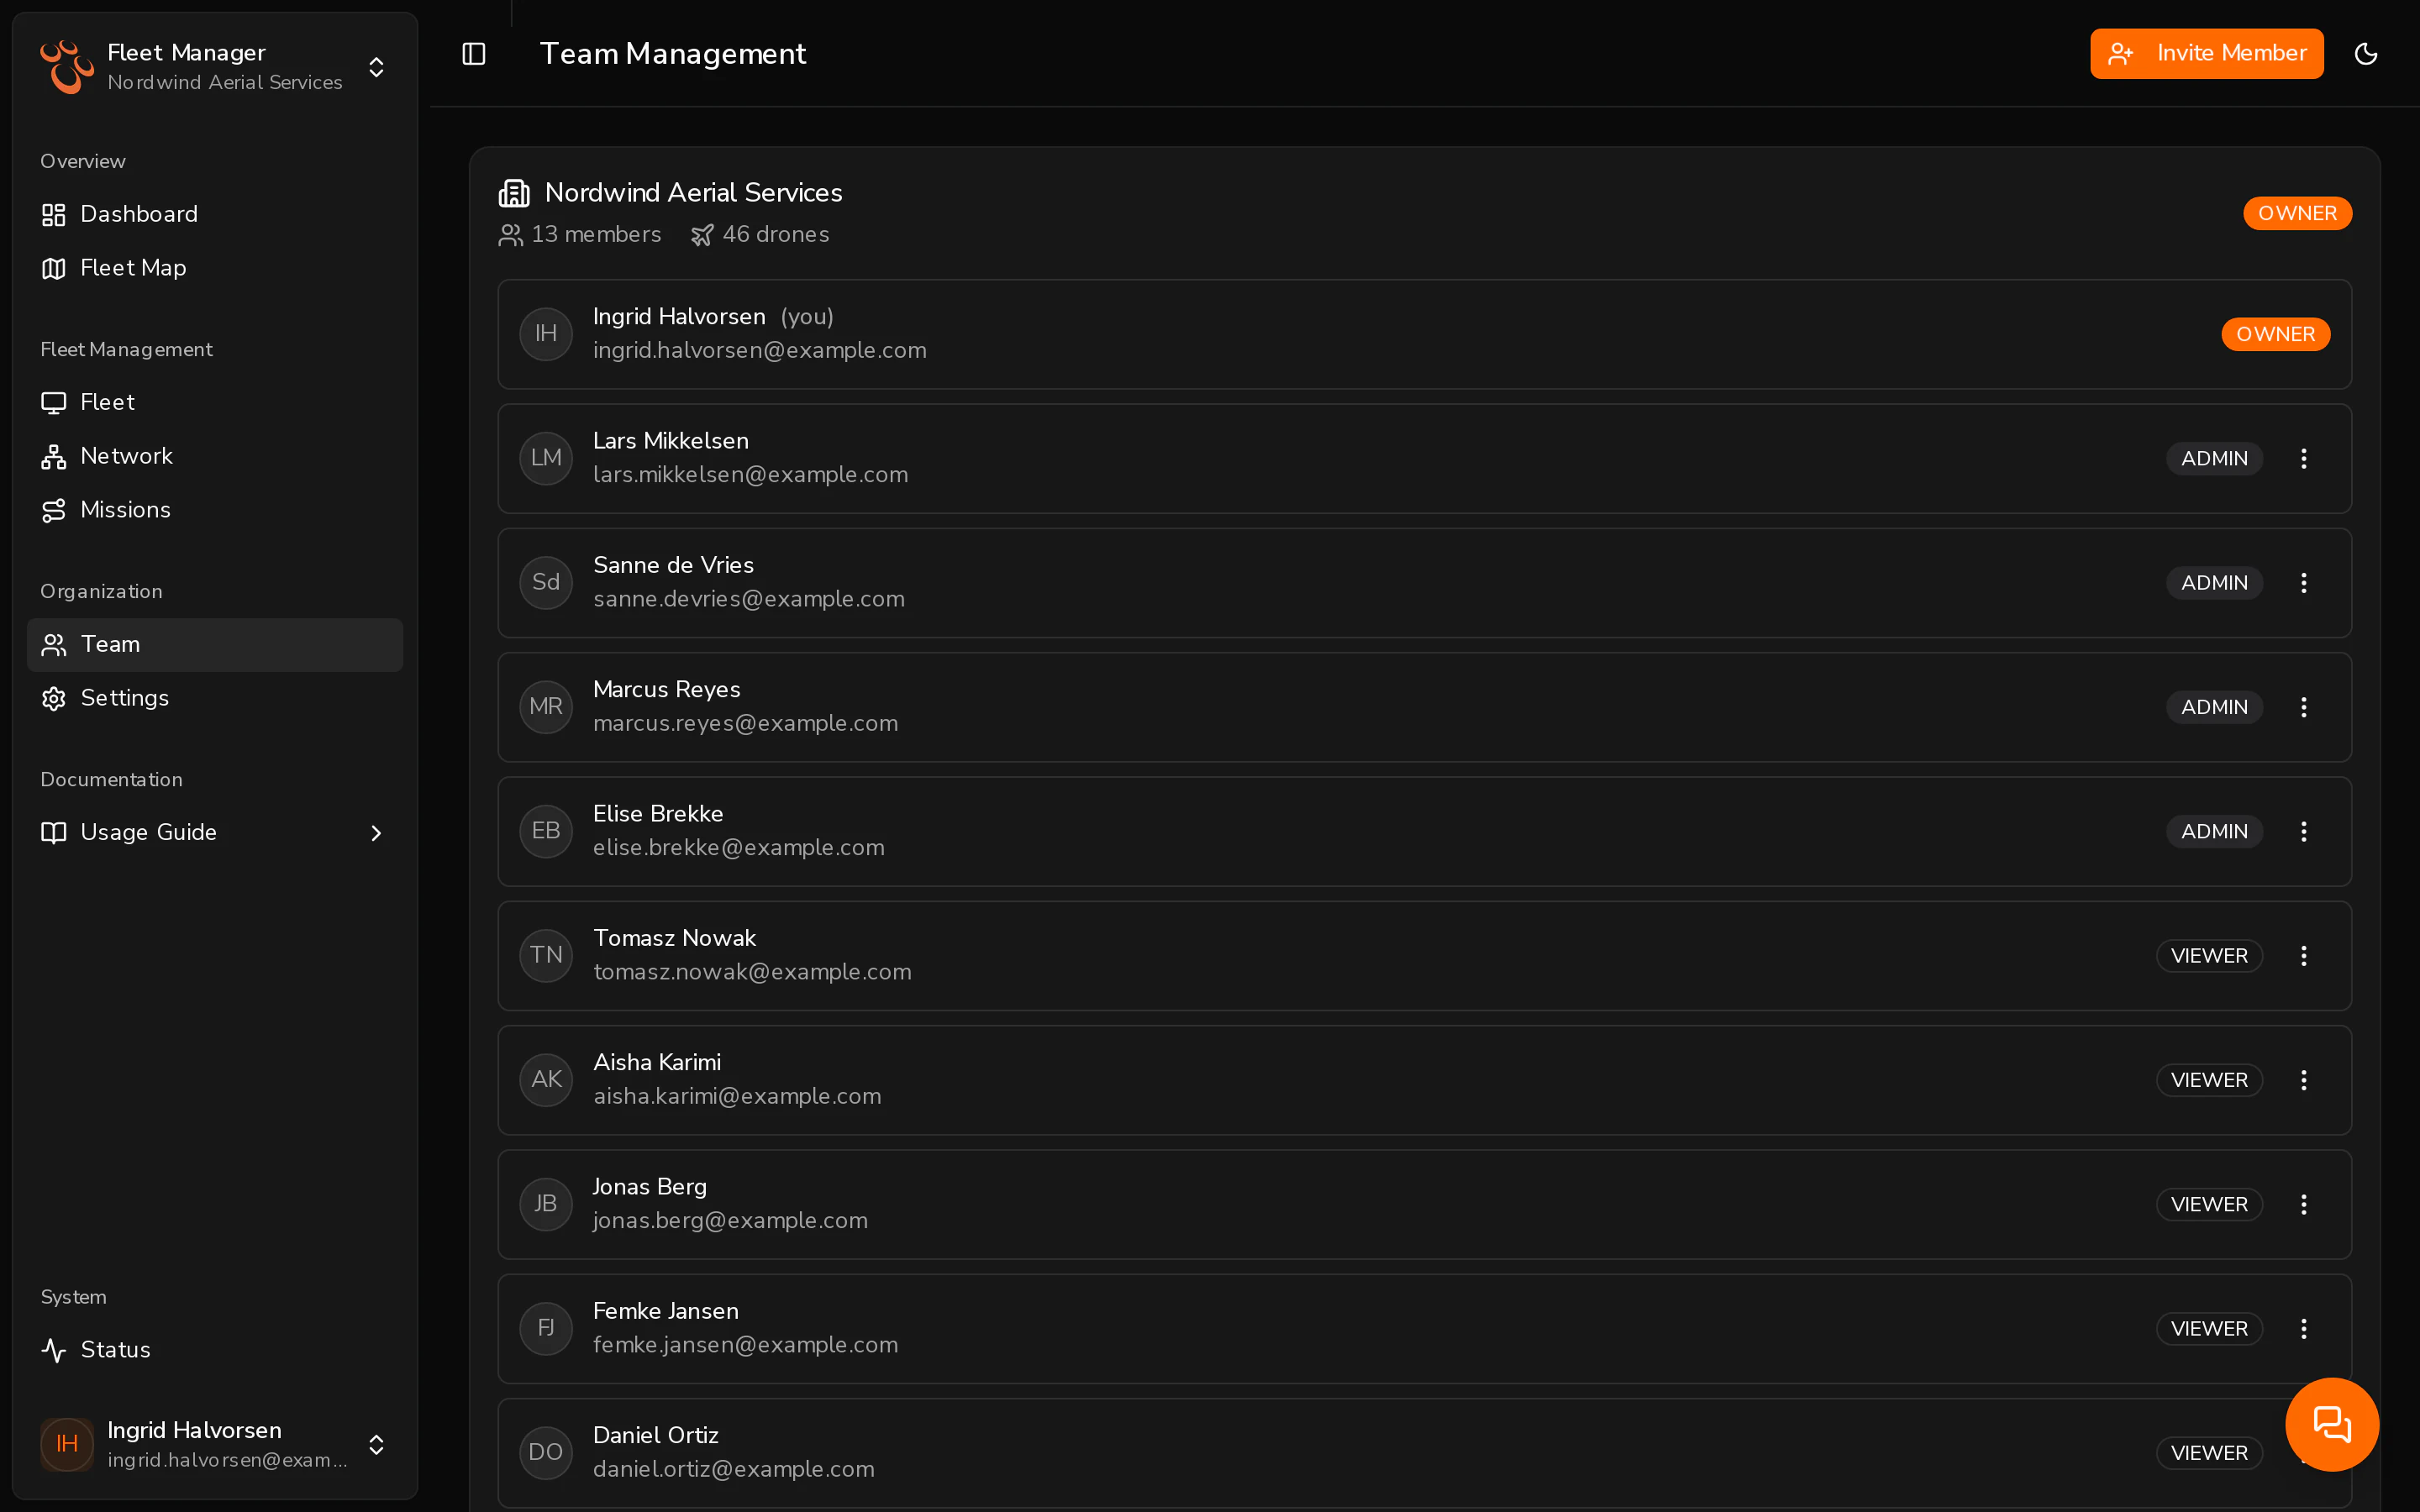 Fleet Manager
Nordwind Aerial Services
Overview
Dashboard
Fleet Map
Fleet Management
Fleet
Network
Missions
Organization
Team
Settings
Documentation
Usage Guide
System
Status
IH
Ingrid Halvorsen
ingrid.halvorsen@exam...
Team Management
Invite Member
Nordwind Aerial Services
13 members 46 drones
OWNER
IH
Ingrid Halvorsen (you)
ingrid.halvorsen@example.com
OWNER
LM
Lars Mikkelsen
lars.mikkelsen@example.com
ADMIN
Sd
Sanne de Vries
sanne.devries@example.com
ADMIN
MR
Marcus Reyes
marcus.reyes@example.com
ADMIN
EB
Elise Brekke
elise.brekke@example.com
ADMIN
TN
Tomasz Nowak
tomasz.nowak@example.com
VIEWER
AK
Aisha Karimi
aisha.karimi@example.com
VIEWER
JB
Jonas Berg
jonas.berg@example.com
VIEWER
FJ
Femke Jansen
femke.jansen@example.com
VIEWER
DO
Daniel Ortiz
daniel.ortiz@example.com
VIEWER